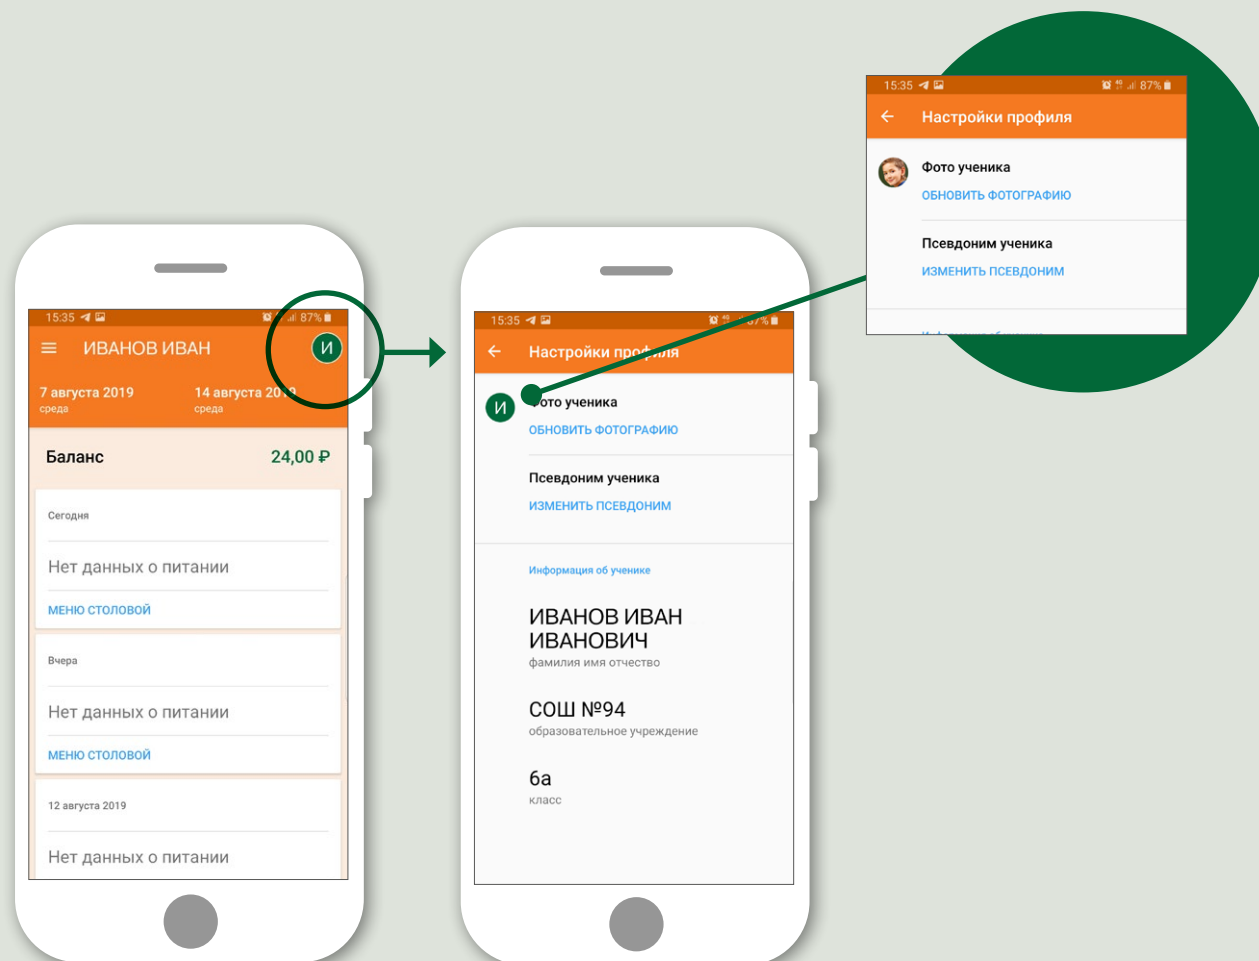 15:35 87%
ИВАНОВ ИВАН И
7 августа 2019 14 августа 2019
среда среда
Баланс 24,00 ₽
Сегодня
Нет данных о питании
МЕНЮ СТОЛОВОЙ
Вчера
Нет данных о питании
МЕНЮ СТОЛОВОЙ
12 августа 2019
Нет данных о питании
15:35 87%
Настройки профиля
И Фото ученика
ОБНОВИТЬ ФОТОГРАФИЮ
Псевдоним ученика
ИЗМЕНИТЬ ПСЕВДОНИМ
Информация об ученике
ИВАНОВ ИВАН
ИВАНОВИЧ
фамилия имя отчество
СОШ №94
образовательное учреждение
6а
класс
15:35 87%
Настройки профиля
Фото ученика
ОБНОВИТЬ ФОТОГРАФИЮ
Псевдоним ученика
ИЗМЕНИТЬ ПСЕВДОНИМ